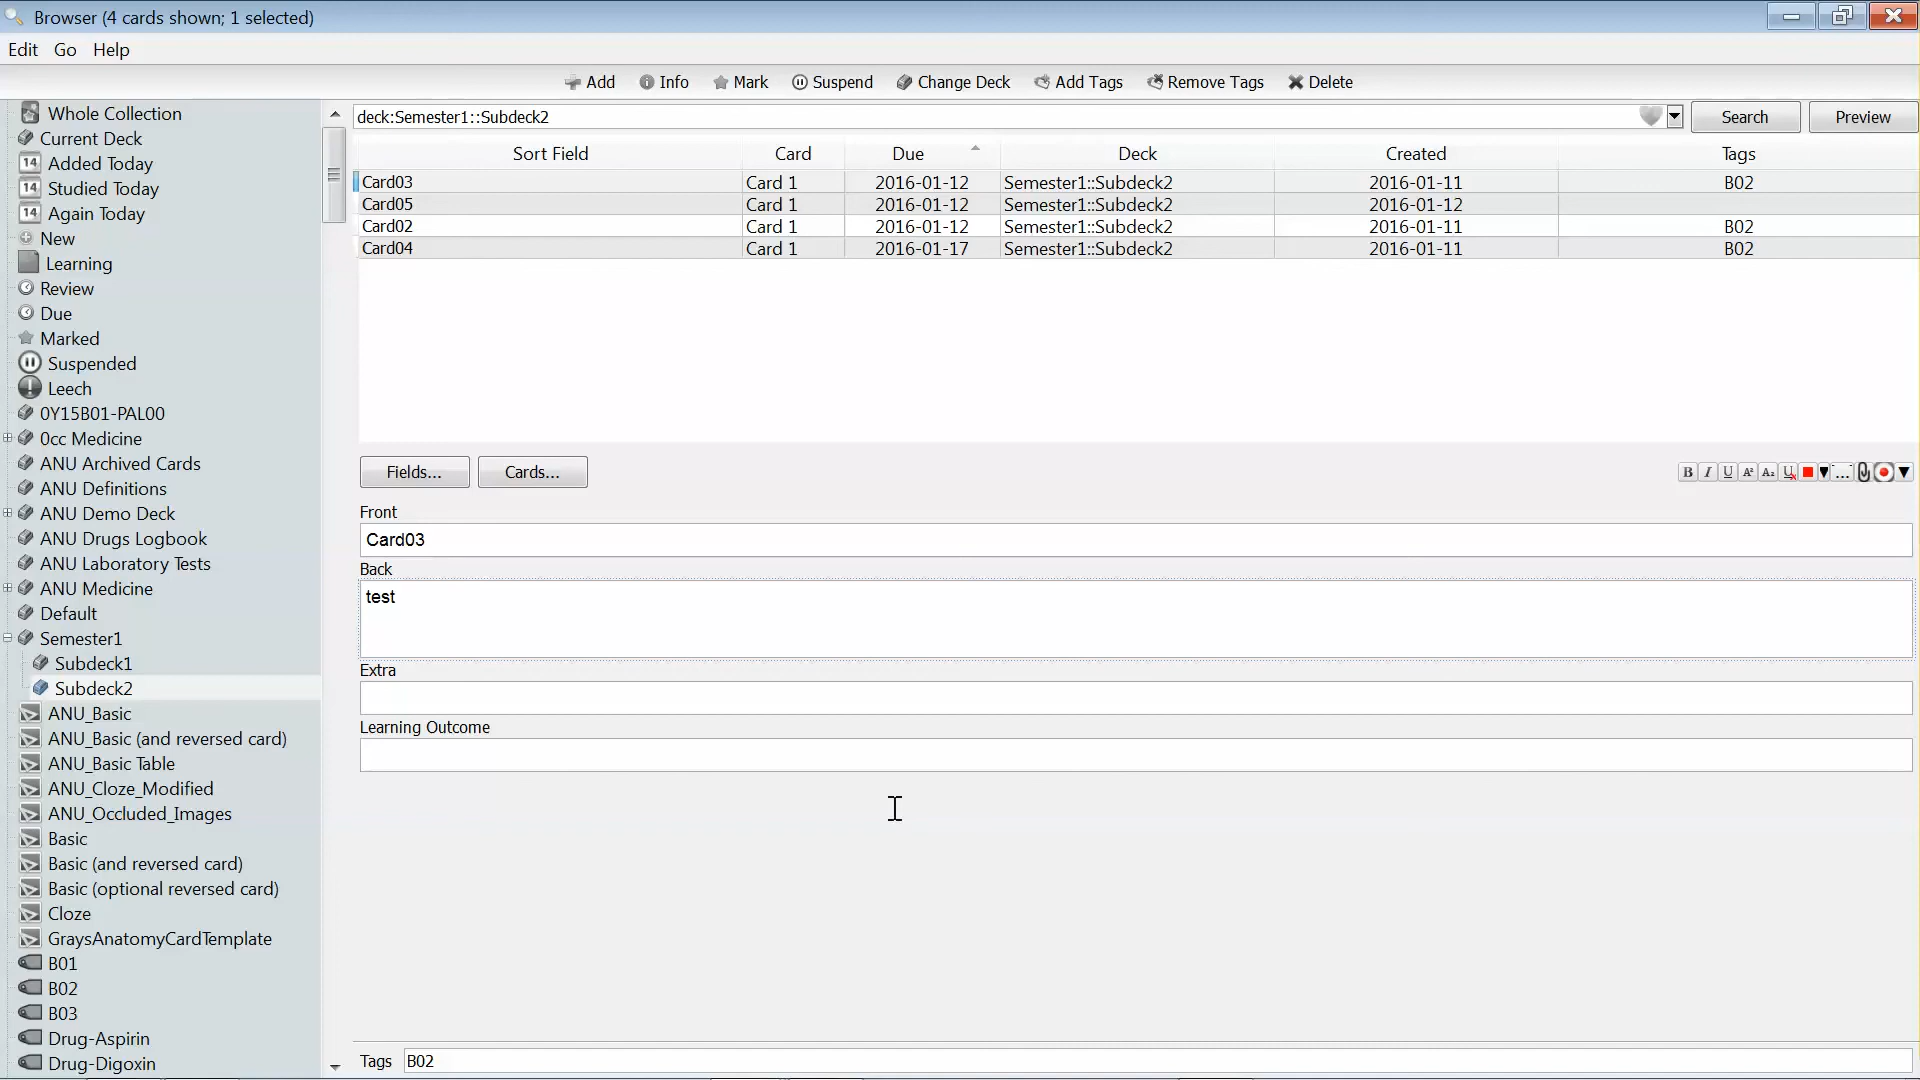 Browser (4 cards shown; 1 selected)
Edit Go Help
Add Info Mark Suspend Change Deck Add Tags Remove Tags Delete
Whole Collection
Current Deck
14 Added Today
14 Studied Today
14 Again Today
New
Learning
Review
Due
Marked
Suspended
Leech
0Y15B01-PAL00
0cc Medicine
ANU Archived Cards
ANU Definitions
ANU Demo Deck
ANU Drugs Logbook
ANU Laboratory Tests
ANU Medicine
Default
Semester1
Subdeck1
Subdeck2
ANU_Basic
ANU_Basic (and reversed card)
ANU_Basic Table
ANU_Cloze_Modified
ANU_Occluded_Images
Basic
Basic (and reversed card)
Basic (optional reversed card)
Cloze
GraysAnatomyCardTemplate
B01
B02
B03
Drug-Aspirin
Drug-Digoxin
deck:Semester1::Subdeck2 Search Preview
Sort Field Card Due Deck Created Tags
Card03 Card 1 2016-01-12 Semester1::Subdeck2 2016-01-11 B02
Card05 Card 1 2016-01-12 Semester1::Subdeck2 2016-01-12
Card02 Card 1 2016-01-12 Semester1::Subdeck2 2016-01-11 B02
Card04 Card 1 2016-01-17 Semester1::Subdeck2 2016-01-11 B02
Fields... Cards... B I U A² A₂ U ...
Front
Card03
Back
test
Extra
Learning Outcome
Tags B02